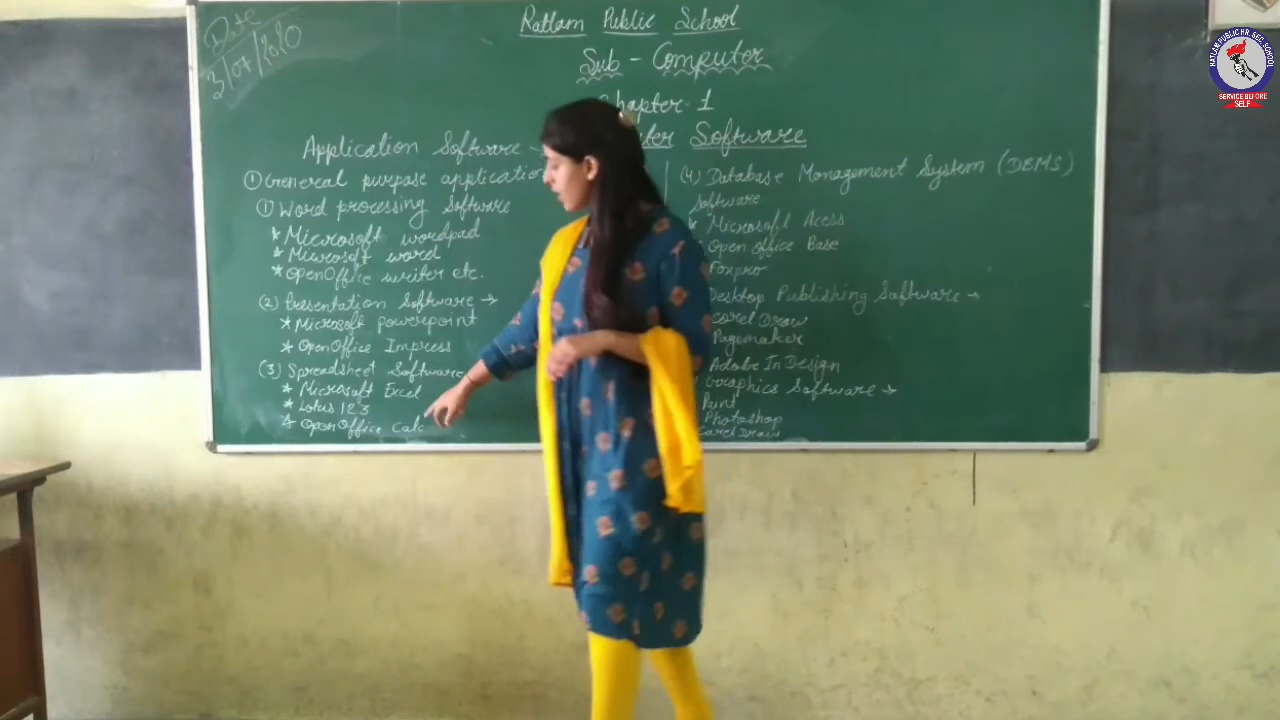 Date
3/07/2020
Ratlam Public School
Sub - Computer
Chapter-1
Software
Application Software
① General purpose application
① Word processing Software
* Microsoft wordpad
* Microsoft word
* OpenOffice writer etc.
(2) Presentation Software →
* Microsoft powerpoint
* OpenOffice Impress
(3) Spreadsheet Software
* Microsoft Excel
* Lotus 123
* OpenOffice Calc
(4) Database Management System (DBMS)
Software
* Microsoft Acess
Open office Base
Foxpro
Desktop Publishing Software →
Corel Draw
Pagemaker
Adobe In Design
Graphics Software →
Paint
Photoshop
Corel Draw
RATLAM PUBLIC HR. SEC. SCHOOL
SERVICE BEFORE
SELF